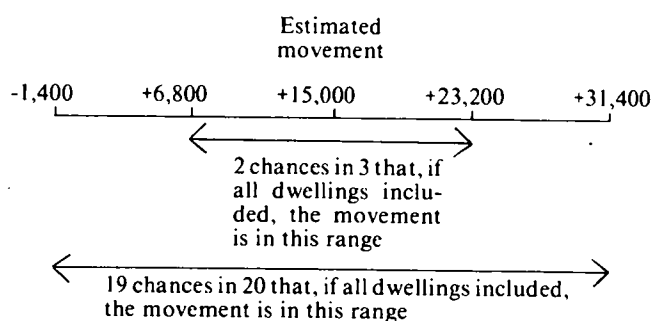 Estimated
movement
-1,400 +6,800 +15,000 +23,200 +31,400
2 chances in 3 that, if
all dwellings inclu-
ded, the movement
is in this range
19 chances in 20 that, if all dwellings included,
the movement is in this range